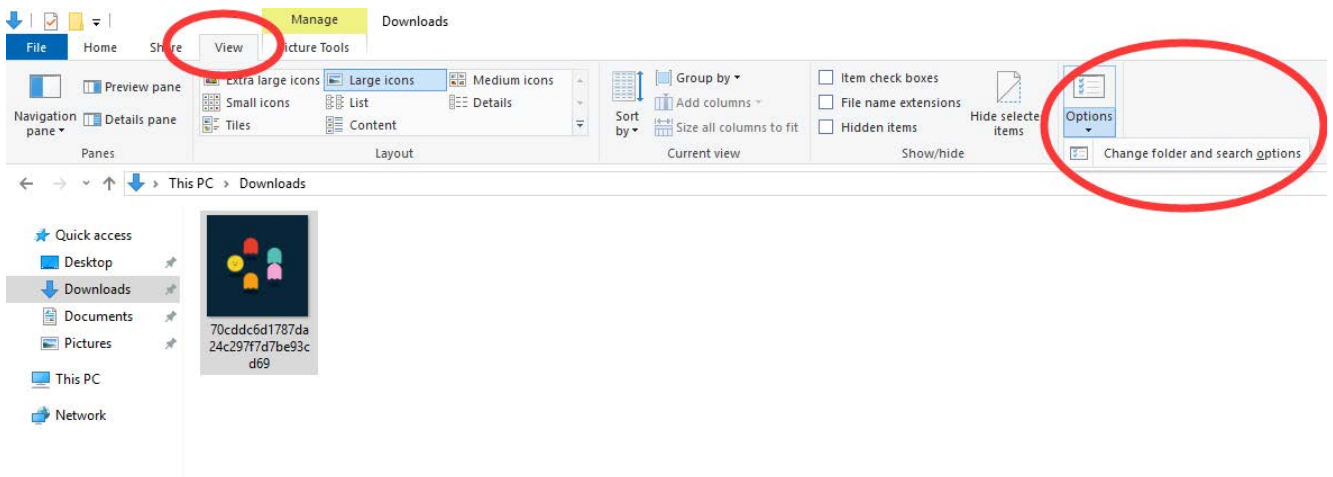 Manage Downloads
File Home Share View Picture Tools
Preview pane Extra large icons Large icons Medium icons Group by Item check boxes
Navigation pane Details pane Small icons List Details Sort by Add columns File name extensions Hide selected items Options
Tiles Content Size all columns to fit Hidden items
Panes Layout Current view Show/hide Change folder and search options
This PC > Downloads
Quick access
Desktop
Downloads
Documents
Pictures
This PC
Network
70cddc6d1787da
24c297f7d7be93c
d69